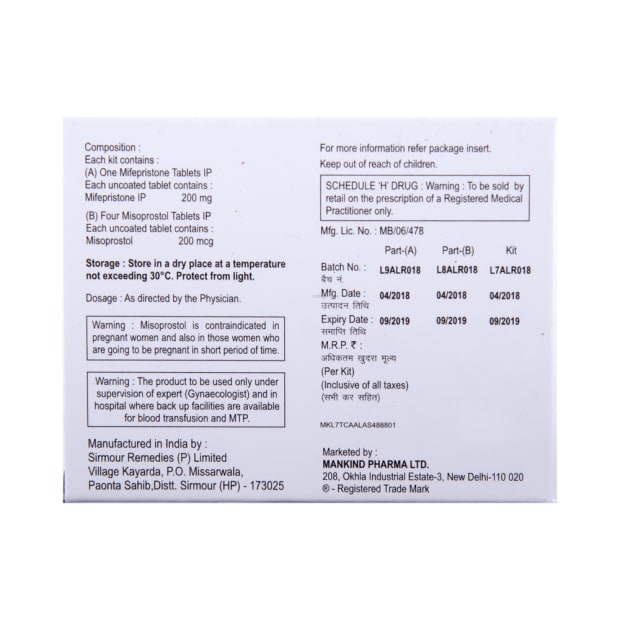 Composition :
Each kit contains :
(A) One Mifepristone Tablets IP
Each uncoated tablet contains :
Mifepristone IP 200 mg
(B) Four Misoprostol Tablets IP
Each uncoated tablet contains :
Misoprostol 200 mcg
Storage : Store in a dry place at a temperature
not exceeding 30°C. Protect from light.
Dosage : As directed by the Physician.
Warning : Misoprostol is contraindicated in
pregnant women and also in those women who
are going to be pregnant in short period of time.
Warning : The product to be used only under
supervision of expert (Gynaecologist) and in
hospital where back up facilities are available
for blood transfusion and MTP.
Manufactured in India by :
Sirmour Remedies (P) Limited
Village Kayarda, P.O. Missarwala,
Paonta Sahib,Distt. Sirmour (HP) - 173025
For more information refer package insert.
Keep out of reach of children.
SCHEDULE 'H' DRUG : Warning : To be sold by
retail on the prescription of a Registered Medical
Practitioner only.
Mfg. Lic. No. : MB/06/478
Part-(A) Part-(B) Kit
Batch No. : L9ALR018 L8ALR018 L7ALR018
बैच नं.
Mfg. Date : 04/2018 04/2018 04/2018
उत्पादन तिथि
Expiry Date : 09/2019 09/2019 09/2019
समाप्ति तिथि
M.R.P. ₹ :
अधिकतम खुदरा मूल्य
(Per Kit)
(Inclusive of all taxes)
(सभी कर सहित)
MKL7TCAALAS488801
Marketed by :
MANKIND PHARMA LTD.
208, Okhla Industrial Estate-3, New Delhi-110 020
® - Registered Trade Mark